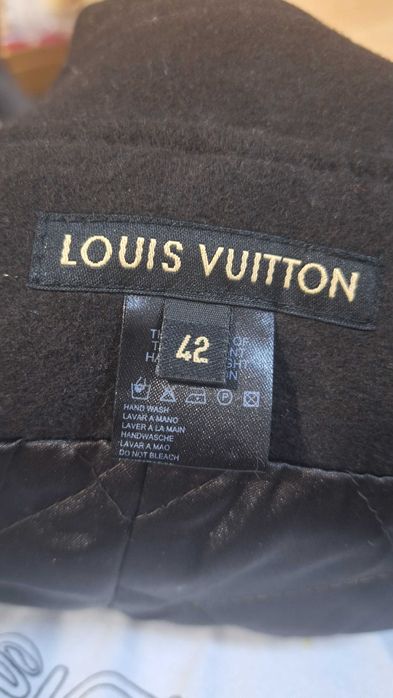 LOUIS VUITTON
42
HAND WASH
LAVAR A MANO
LAVER A LA MAIN
HANDWASCHE
LAVAR A MAO
DO NOT BLEACH